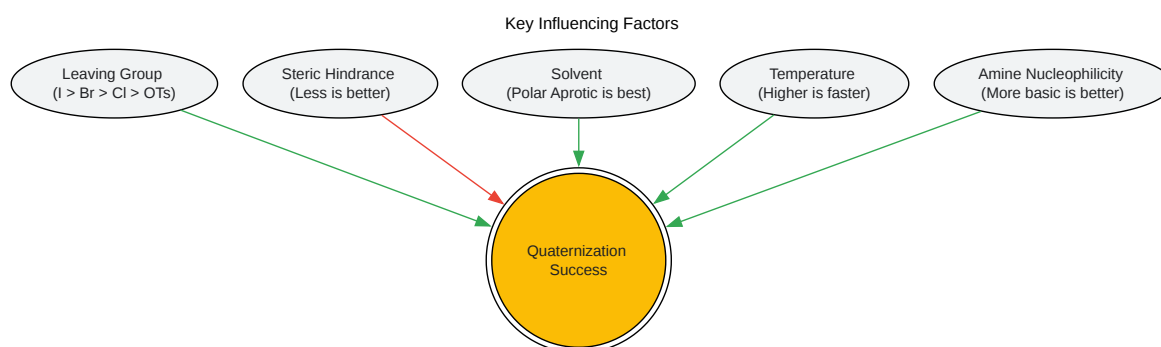 Key Influencing Factors
Leaving Group
(I > Br > Cl > OTs)
Steric Hindrance
(Less is better)
Solvent
(Polar Aprotic is best)
Temperature
(Higher is faster)
Amine Nucleophilicity
(More basic is better)
Quaternization
Success